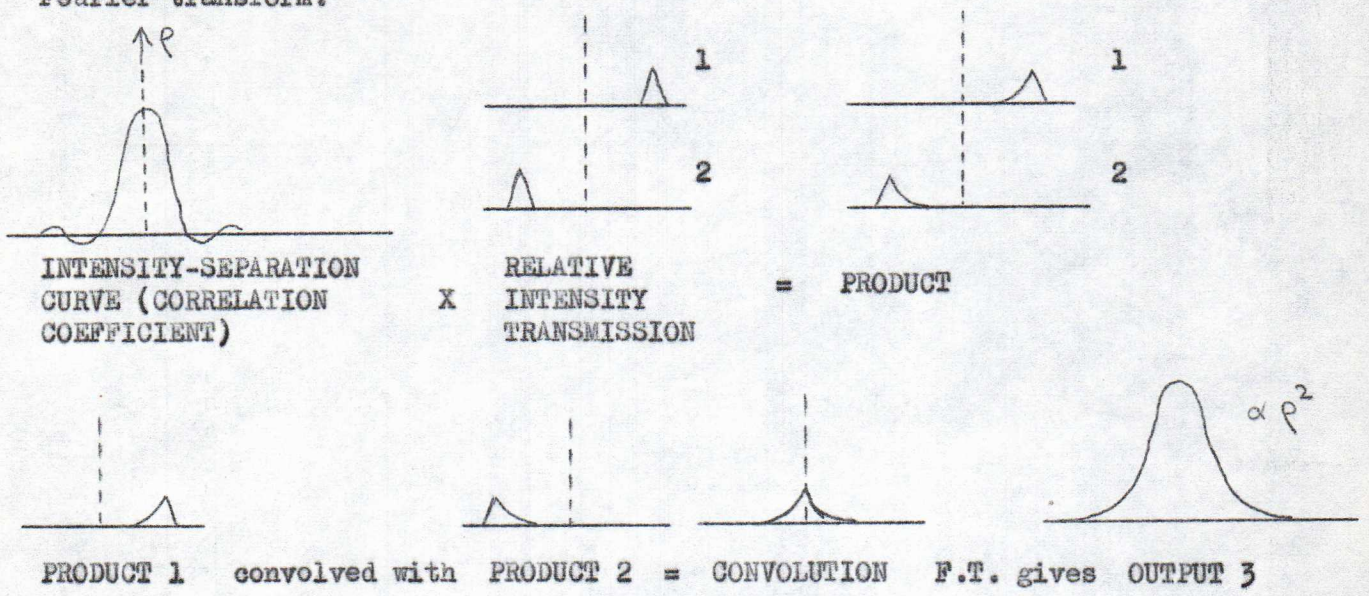 Fourier transform.
ρ
1
1
2
2
INTENSITY-SEPARATION
CURVE (CORRELATION
COEFFICIENT)
X
RELATIVE
INTENSITY
TRANSMISSION
= PRODUCT
∝ ρ²
PRODUCT 1 convolved with PRODUCT 2 = CONVOLUTION F.T. gives OUTPUT 3